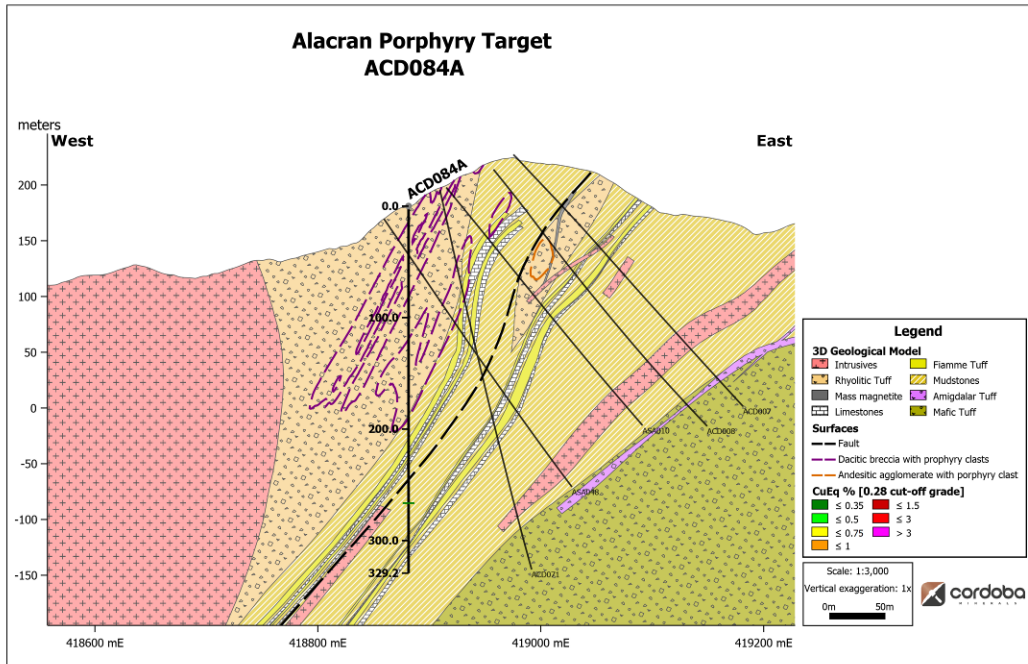 Alacran Porphyry Target
ACD084A
meters
West
East
200
150
100
50
0
-50
-100
-150
ACD084A
0.0
100.0
200.0
300.0
329.2
ACD007
ASA010
ACD008
ASA048
ACD021
418600 mE
418800 mE
419000 mE
419200 mE
Legend
3D Geological Model
Intrusives
Fiamme Tuff
Rhyolitic Tuff
Mudstones
Mass magnetite
Amigdalar Tuff
Limestones
Mafic Tuff
Surfaces
Fault
Dacitic breccia with porphyry clasts
Andesitic agglomerate with porphyry clast
CuEq % [0.28 cut-off grade]
≤ 0.35
≤ 1.5
≤ 0.5
≤ 3
≤ 0.75
> 3
≤ 1
Scale: 1:3,000
Vertical exaggeration: 1x
0m 50m
cordoba
MINERALS